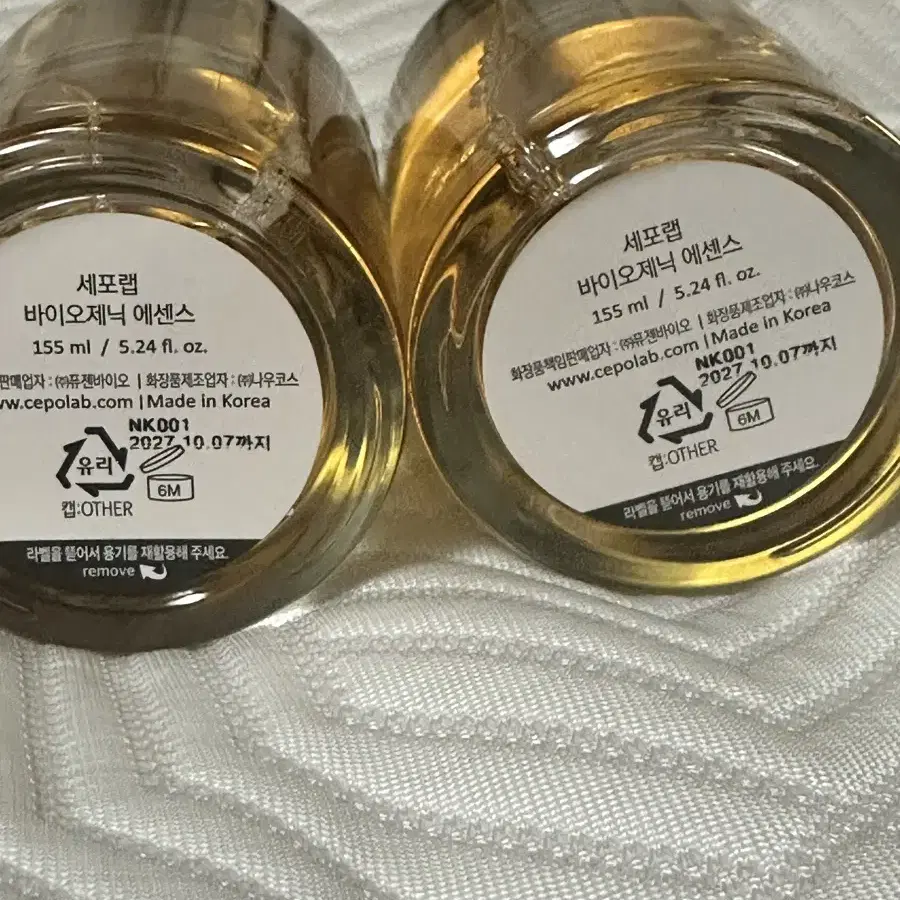 세포랩
바이오제닉 에센스
155 ml / 5.24 fl. oz.
판매업자 : ㈜퓨젠바이오 | 화장품제조업자 : ㈜나우코스
www.cepolab.com | Made in Korea
NK001
2027.10.07까지
유리
6M
캡:OTHER
라벨을 뜯어서 용기를 재활용해 주세요.
remove
세포랩
바이오제닉 에센스
155 ml / 5.24 fl. oz.
화장품책임판매업자 : ㈜퓨젠바이오 | 화장품제조업자 : ㈜나우코스
www.cepolab.com | Made in Korea
NK001
2027.10.07까지
유리
6M
캡:OTHER
라벨을 뜯어서 용기를 재활용해 주세요.
remove